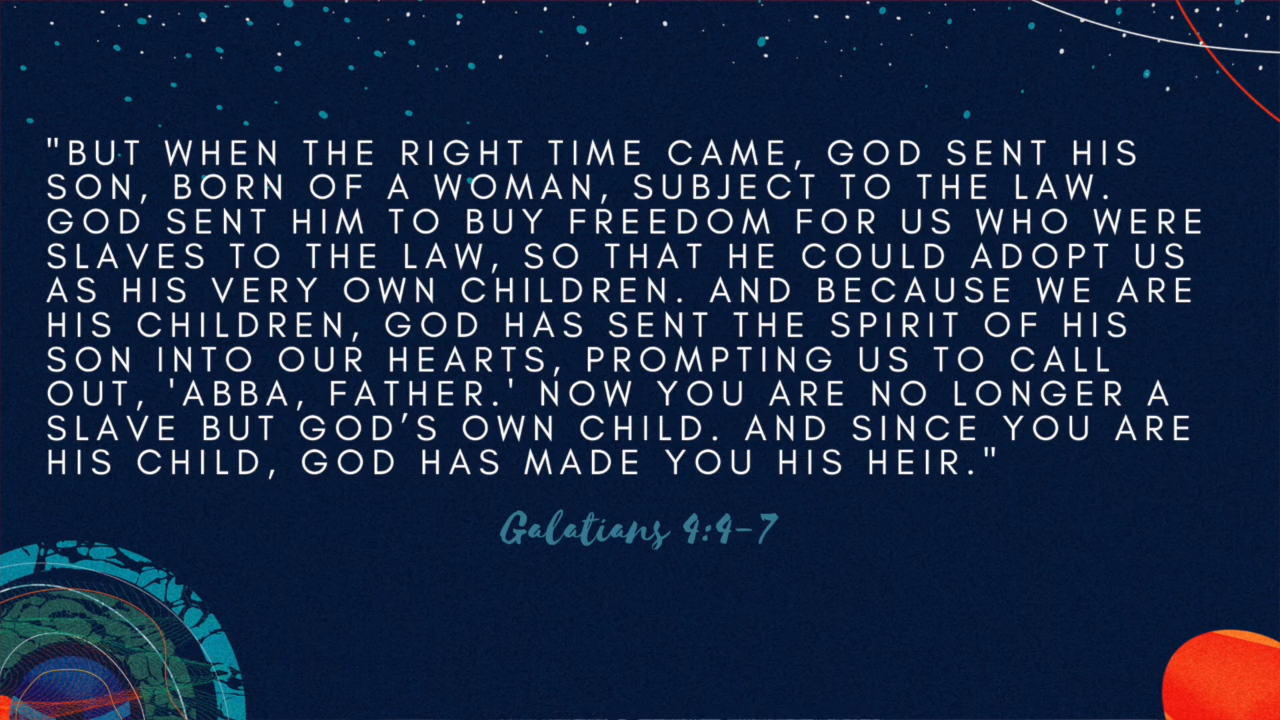 "BUT WHEN THE RIGHT TIME CAME, GOD SENT HIS
SON, BORN OF A WOMAN, SUBJECT TO THE LAW.
GOD SENT HIM TO BUY FREEDOM FOR US WHO WERE
SLAVES TO THE LAW, SO THAT HE COULD ADOPT US
AS HIS VERY OWN CHILDREN. AND BECAUSE WE ARE
HIS CHILDREN, GOD HAS SENT THE SPIRIT OF HIS
SON INTO OUR HEARTS, PROMPTING US TO CALL
OUT, 'ABBA, FATHER.' NOW YOU ARE NO LONGER A
SLAVE BUT GOD’S OWN CHILD. AND SINCE YOU ARE
HIS CHILD, GOD HAS MADE YOU HIS HEIR."
Galatians 4:4–7